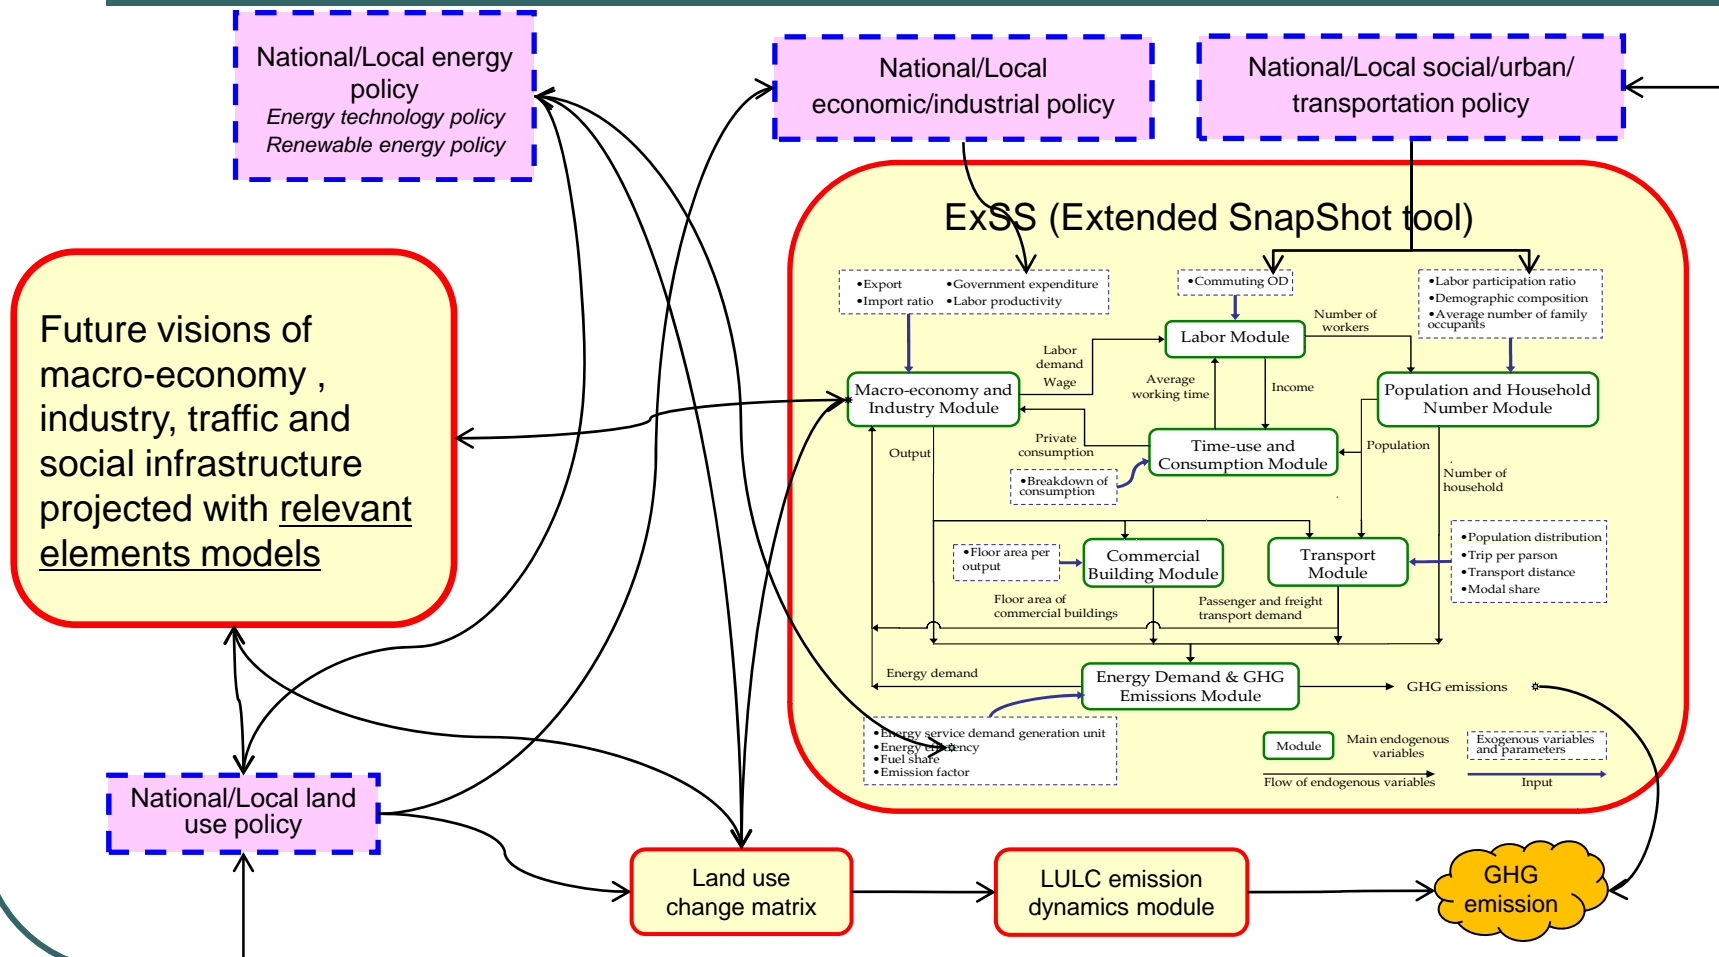 National/Local energy
policy
Energy technology policy
Renewable energy policy
National/Local
economic/industrial policy
National/Local social/urban/
transportation policy
ExSS (Extended SnapShot tool)
•Export
•Government expenditure
•Import ratio
•Labor productivity
•Commuting OD
•Labor participation ratio
•Demographic composition
•Average number of family
occupants
Number of
workers
Labor Module
Labor
demand
Wage
Average
working time
Income
Macro-economy and
Industry Module
Population and Household
Number Module
Private
consumption
Time-use and
Consumption Module
Population
Output
•Breakdown of
consumption
Number of
household
•Floor area per
output
Commercial
Building Module
Transport
Module
•Population distribution
•Trip per parson
•Transport distance
•Modal share
Floor area of
commercial buildings
Passenger and freight
transport demand
Energy demand
Energy Demand & GHG
Emissions Module
GHG emissions
•Energy service demand generation unit
•Energy efficiency
•Fuel share
•Emission factor
Module
Main endogenous
variables
Exogenous variables
and parameters
Flow of endogenous variables
Input
Future visions of
macro-economy ,
industry, traffic and
social infrastructure
projected with relevant
elements models
National/Local land
use policy
Land use
change matrix
LULC emission
dynamics module
GHG
emission